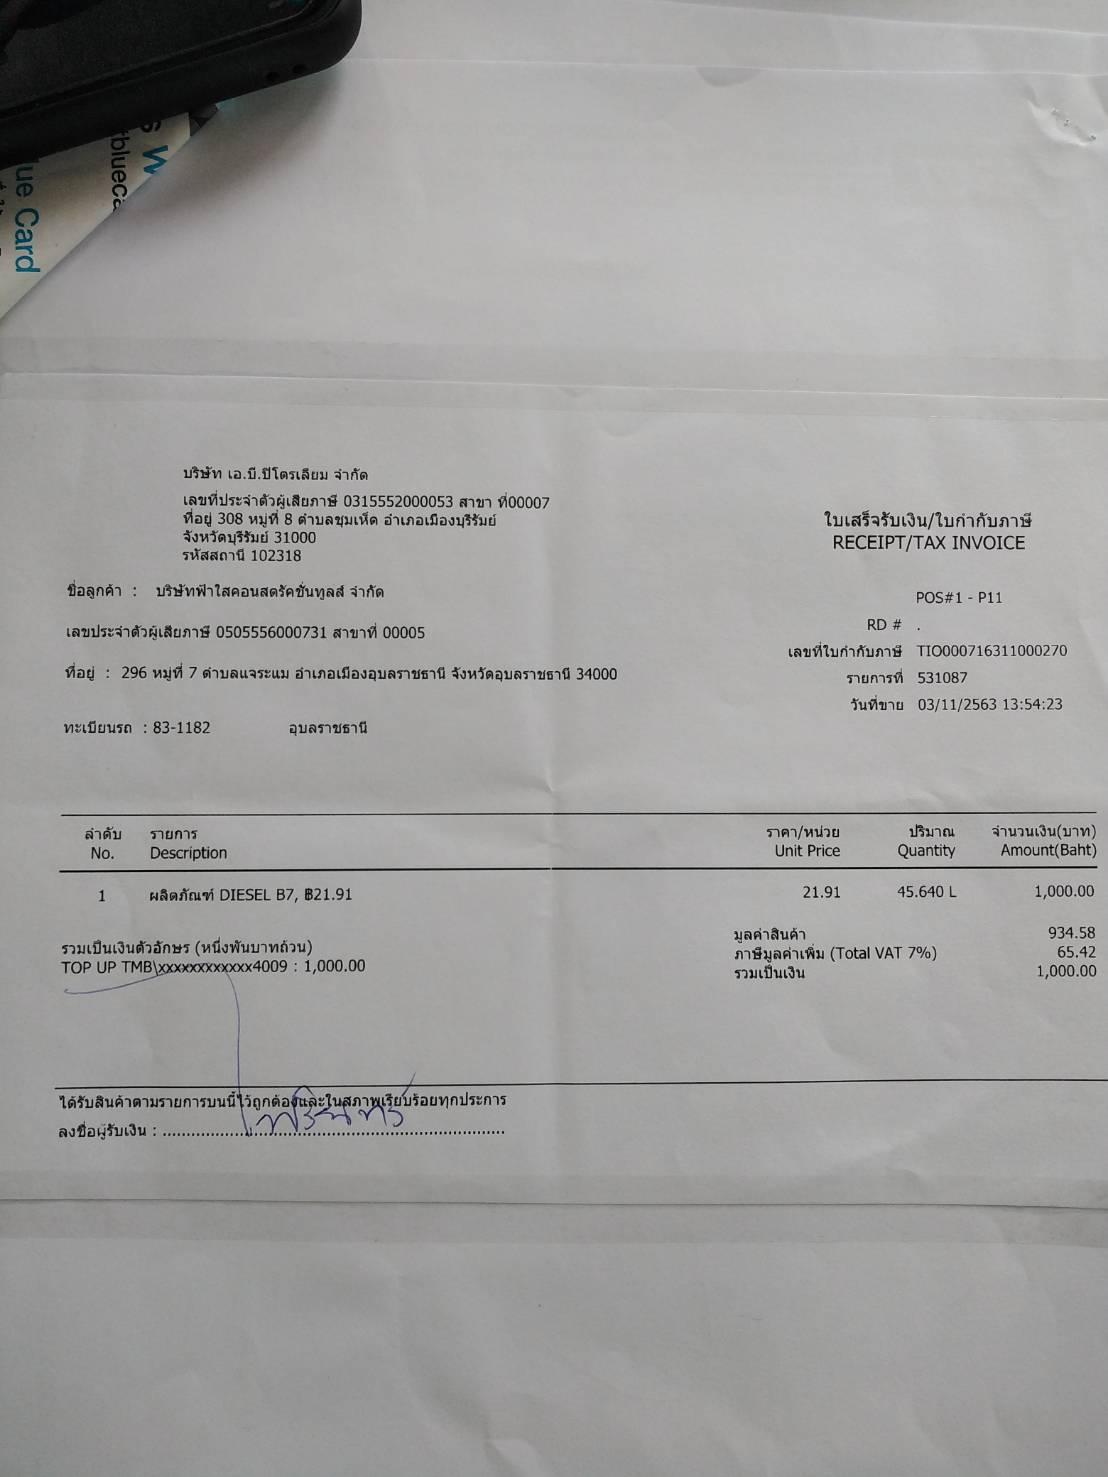 S W
tbluec
ue Card
บริษัท เอ.บี.ปิโตรเลียม จำกัด
เลขที่ประจำตัวผู้เสียภาษี 0315552000053 สาขา ที่00007
ที่อยู่ 308 หมู่ที่ 8 ตำบลชุมเห็ด อำเภอเมืองบุรีรัมย์
จังหวัดบุรีรัมย์ 31000
รหัสสถานี 102318
ใบเสร็จรับเงิน/ใบกำกับภาษี
RECEIPT/TAX INVOICE
ชื่อลูกค้า : บริษัทฟ้าใสคอนสตรัคชั่นทูลส์ จำกัด
POS#1 - P11
เลขประจำตัวผู้เสียภาษี 0505556000731 สาขาที่ 00005
RD # .
เลขที่ใบกำกับภาษี TIO000716311000270
ที่อยู่ : 296 หมู่ที่ 7 ตำบลแจระแม อำเภอเมืองอุบลราชธานี จังหวัดอุบลราชธานี 34000
รายการที่ 531087
วันที่ขาย 03/11/2563 13:54:23
ทะเบียนรถ : 83-1182 อุบลราชธานี
ลำดับ รายการ ราคา/หน่วย ปริมาณ จำนวนเงิน(บาท)
No. Description Unit Price Quantity Amount(Baht)
1 ผลิตภัณฑ์ DIESEL B7, ฿21.91 21.91 45.640 L 1,000.00
มูลค่าสินค้า 934.58
รวมเป็นเงินตัวอักษร (หนึ่งพันบาทถ้วน)
ภาษีมูลค่าเพิ่ม (Total VAT 7%) 65.42
TOP UP TMB\xxxxxxxxxxxx4009 : 1,000.00
รวมเป็นเงิน 1,000.00
ได้รับสินค้าตามรายการบนนี้ไว้ถูกต้องและในสภาพเรียบร้อยทุกประการ
ลงชื่อผู้รับเงิน : ........................................................................